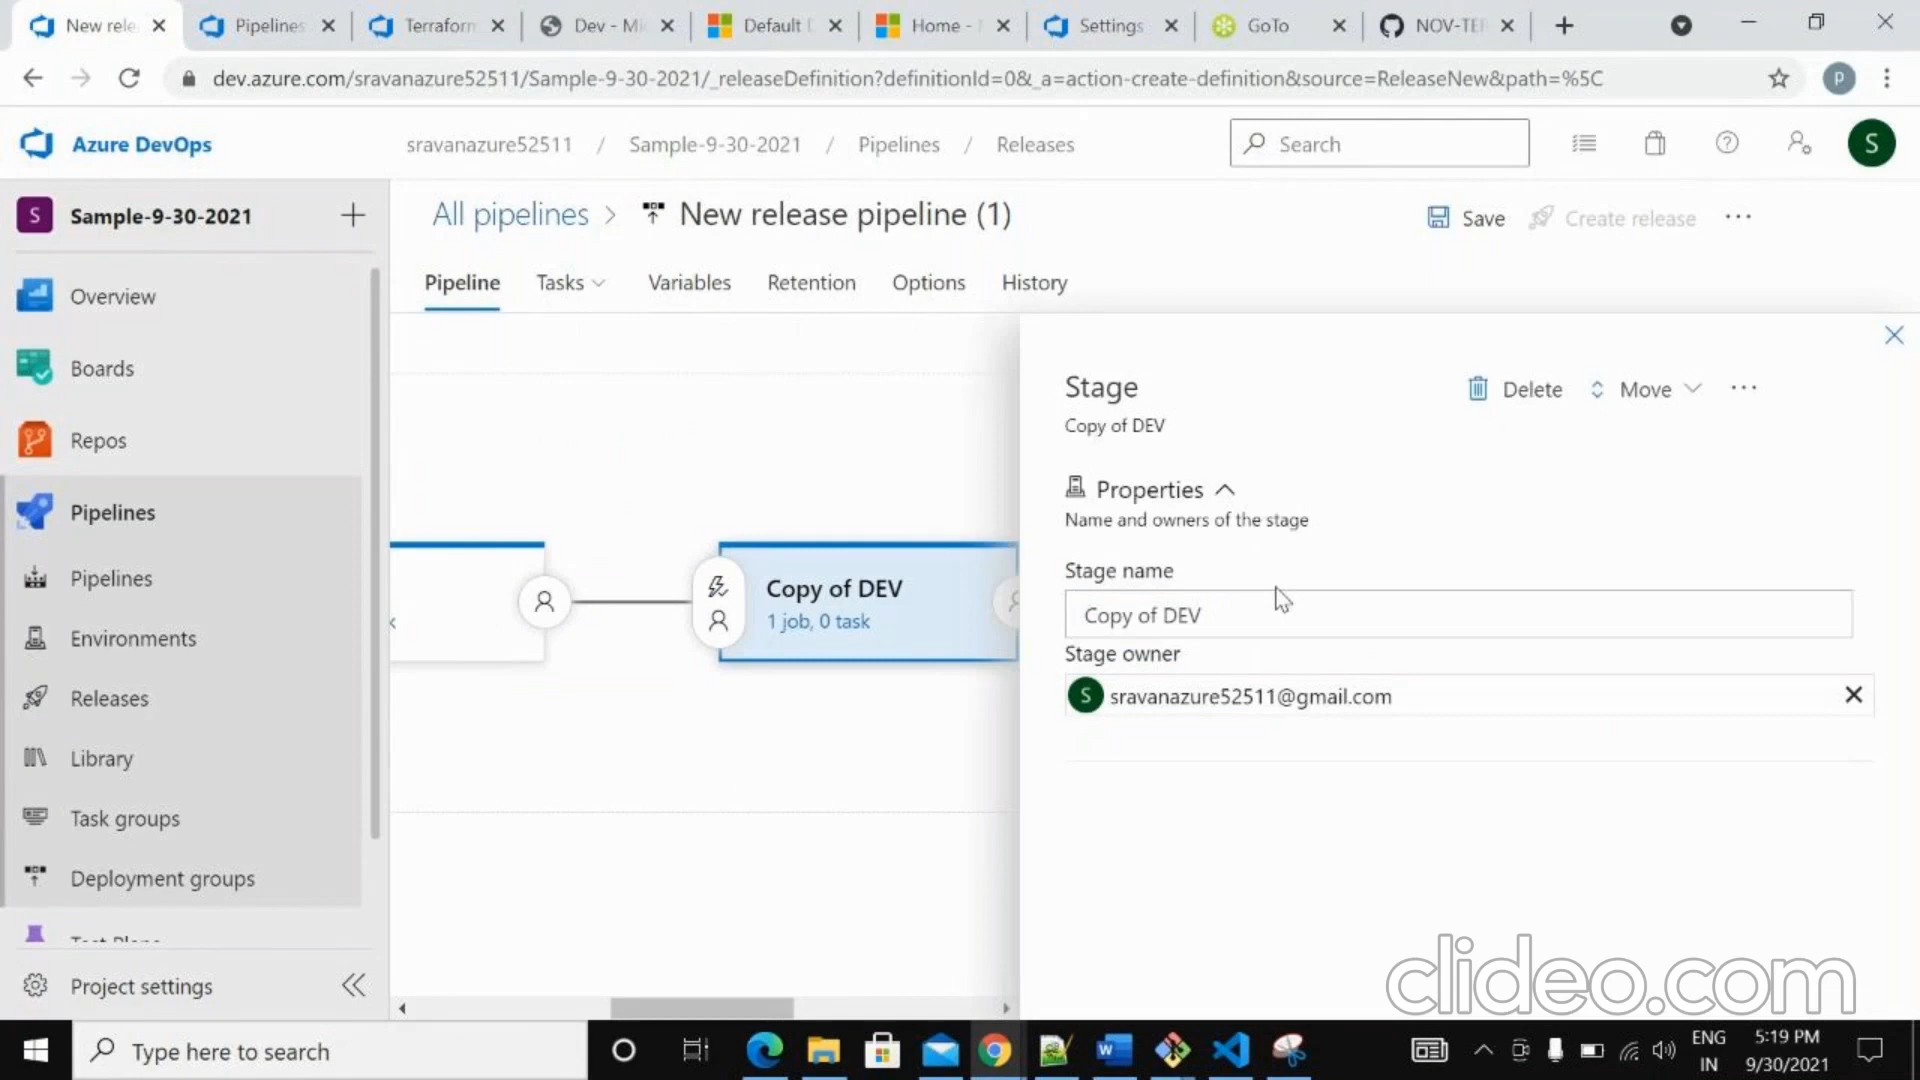 New rele
Pipelines
Terraform
Dev - Mi
Default
Home -
Settings
GoTo
NOV-TER
dev.azure.com/sravanazure52511/Sample-9-30-2021/_releaseDefinition?definitionId=0&_a=action-create-definition&source=ReleaseNew&path=%5C
P
Azure DevOps
sravanazure52511 / Sample-9-30-2021 / Pipelines / Releases
Search
S
S Sample-9-30-2021
All pipelines > New release pipeline (1)
Save
Create release
Pipeline
Tasks
Variables
Retention
Options
History
Overview
Boards
Repos
Pipelines
Pipelines
Environments
Releases
Library
Task groups
Deployment groups
Project settings
Copy of DEV
1 job, 0 task
Stage
Copy of DEV
Delete
Move
Properties
Name and owners of the stage
Stage name
Copy of DEV
Stage owner
S sravanazure52511@gmail.com
clideo.com
Type here to search
ENG
IN
5:19 PM
9/30/2021